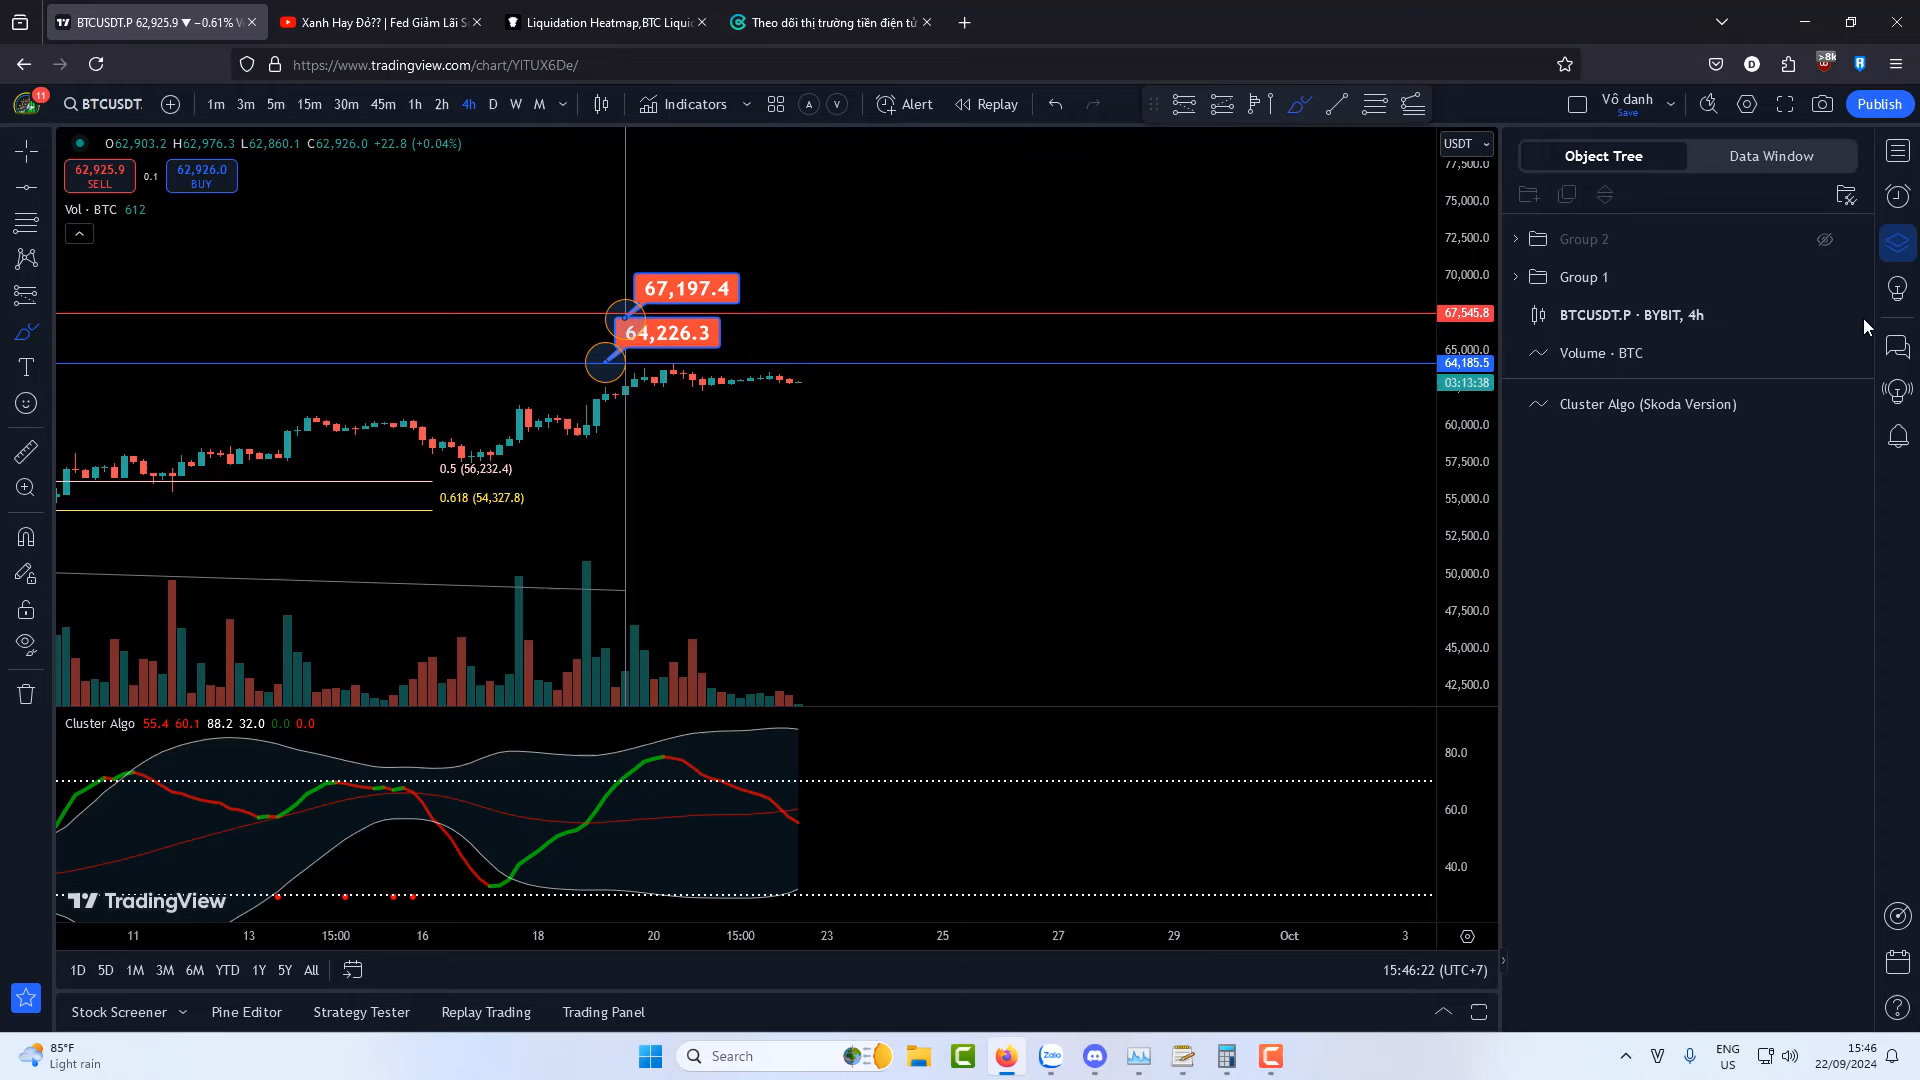 BTCUSDT.P 62,925.9 ▼ −0.61% V
Xanh Hay Đỏ?? | Fed Giảm Lãi S
Liquidation Heatmap,BTC Liquid
Theo dõi thị trường tiền điện tử
https://www.tradingview.com/chart/YlTUX6De/
>8k
11
BTCUSDT.
1m 3m 5m 15m 30m 45m 1h 2h 4h D W M
Indicators
A V
Alert
Replay
Vô danh
Save
Publish
O62,903.2 H62,976.3 L62,860.1 C62,926.0 +22.8 (+0.04%)
62,925.9
SELL
0.1
62,926.0
BUY
Vol · BTC 612
USDT
77,500.0
75,000.0
72,500.0
70,000.0
67,545.8
65,000.0
64,185.5
03:13:38
60,000.0
57,500.0
55,000.0
52,500.0
50,000.0
47,500.0
45,000.0
42,500.0
67,197.4
64,226.3
0.5 (56,232.4)
0.618 (54,327.8)
Cluster Algo 55.4 60.1 88.2 32.0 0.0 0.0
80.0
60.0
40.0
TradingView
11 13 15:00 16 18 20 15:00 23 25 27 29 Oct 3
1D 5D 1M 3M 6M YTD 1Y 5Y All
15:46:22 (UTC+7)
Stock Screener Pine Editor Strategy Tester Replay Trading Trading Panel
Object Tree
Data Window
Group 2
Group 1
BTCUSDT.P · BYBIT, 4h
Volume · BTC
Cluster Algo (Skoda Version)
85°F
Light rain
Search
Zalo
ENG
US
15:46
22/09/2024